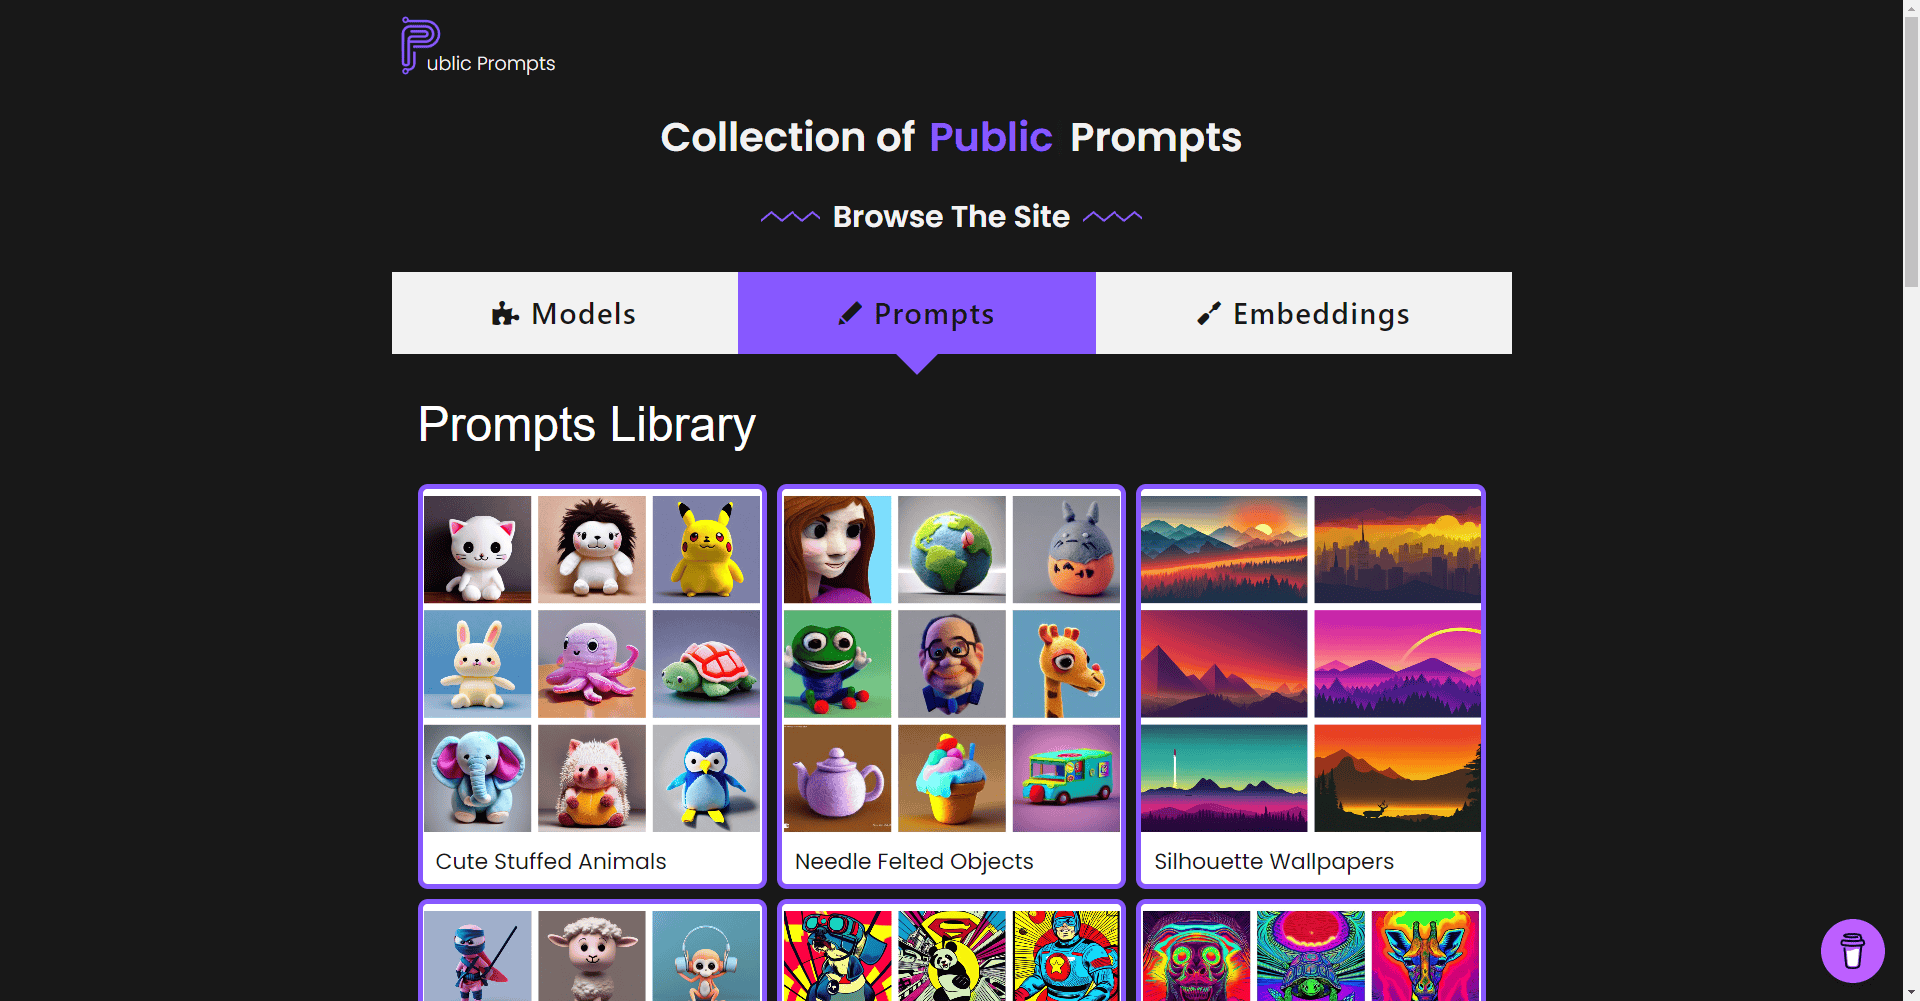 Public Prompts
Collection of Public Prompts
Browse The Site
Models
Prompts
Embeddings
Prompts Library
Cute Stuffed Animals
Needle Felted Objects
Silhouette Wallpapers